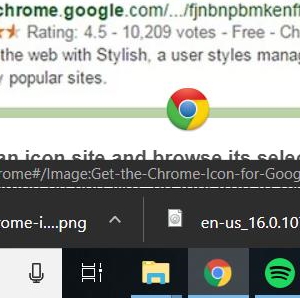 chrome.google.com/.../fjnbnpbmkenff
Rating: 4.5 - 10,209 votes - Free - Ch
the web with Stylish, a user styles manag
y popular sites.
an icon site and browse its selec
rome#/Image:Get-the-Chrome-Icon-for-Goog
ome-i....png
en-us_16.0.10